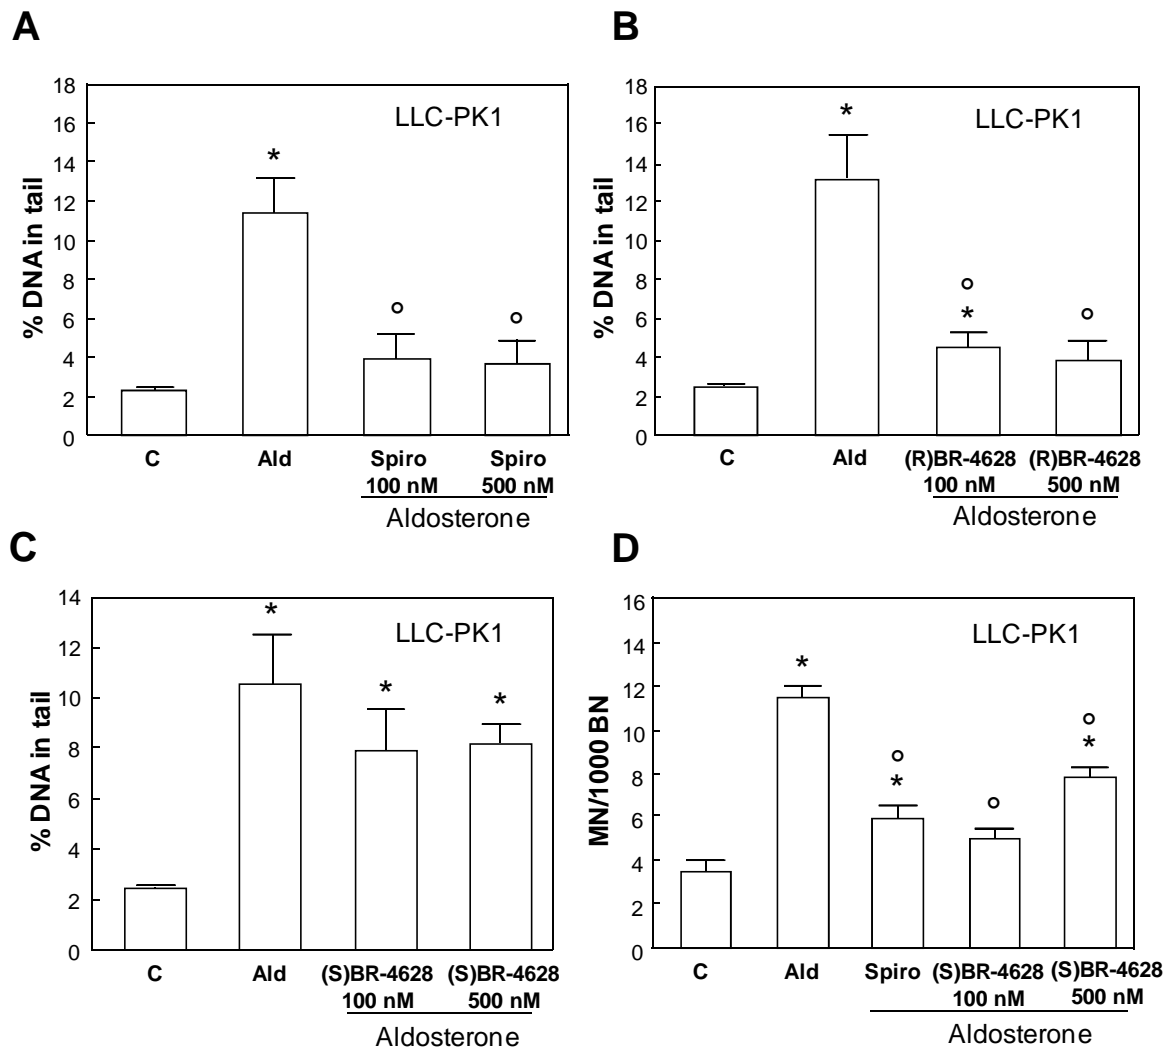 A
B
18
16
14
12
10
8
6
4
2
0
% DNA in tail
LLC-PK1
*
°
°
C
Ald
Spiro
Spiro
100 nM
500 nM
Aldosterone
18
16
14
12
10
8
6
4
2
0
% DNA in tail
LLC-PK1
*
°
*
°
C
Ald
(R)BR-4628
(R)BR-4628
100 nM
500 nM
Aldosterone
C
D
14
12
10
8
6
4
2
0
% DNA in tail
LLC-PK1
*
*
*
C
Ald
(S)BR-4628
(S)BR-4628
100 nM
500 nM
Aldosterone
16
14
12
10
8
6
4
2
0
MN/1000 BN
LLC-PK1
*
°
*
°
°
*
C
Ald
Spiro
(S)BR-4628
(S)BR-4628
100 nM
500 nM
Aldosterone